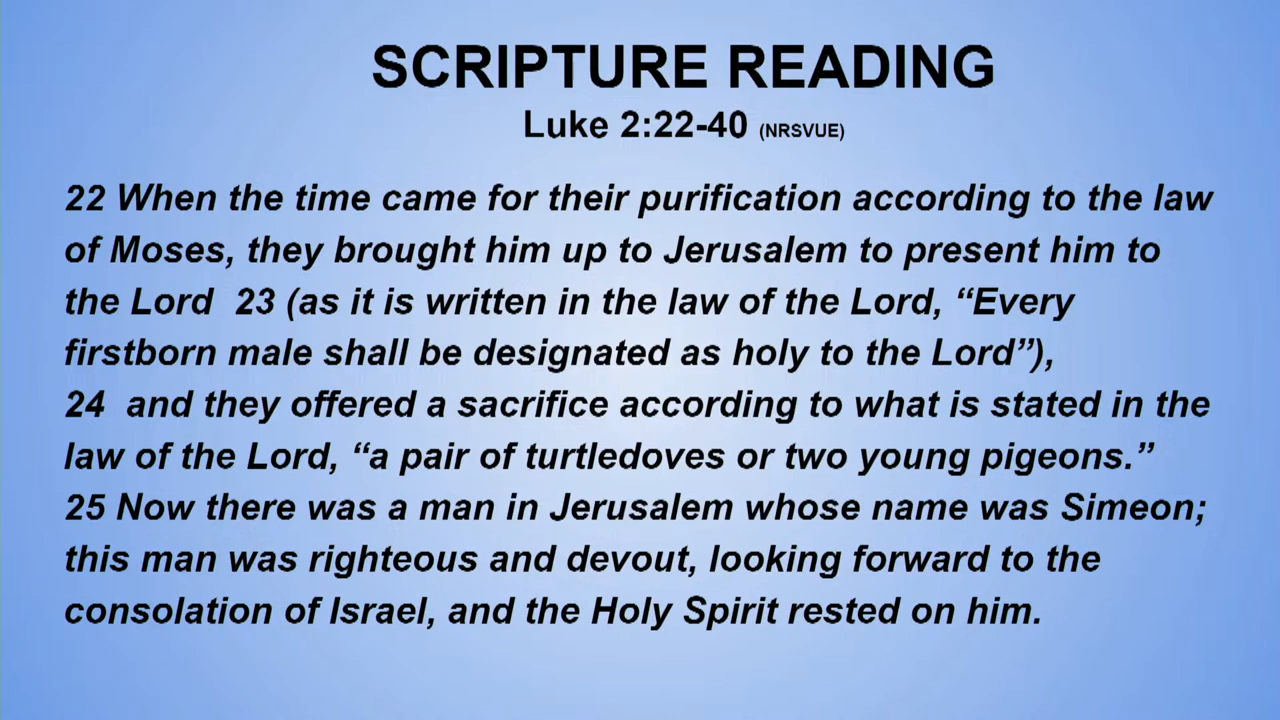 SCRIPTURE READING
Luke 2:22-40 (NRSVUE)
22 When the time came for their purification according to the law
of Moses, they brought him up to Jerusalem to present him to
the Lord  23 (as it is written in the law of the Lord, “Every
firstborn male shall be designated as holy to the Lord”),
24  and they offered a sacrifice according to what is stated in the
law of the Lord, “a pair of turtledoves or two young pigeons.”
25 Now there was a man in Jerusalem whose name was Simeon;
this man was righteous and devout, looking forward to the
consolation of Israel, and the Holy Spirit rested on him.